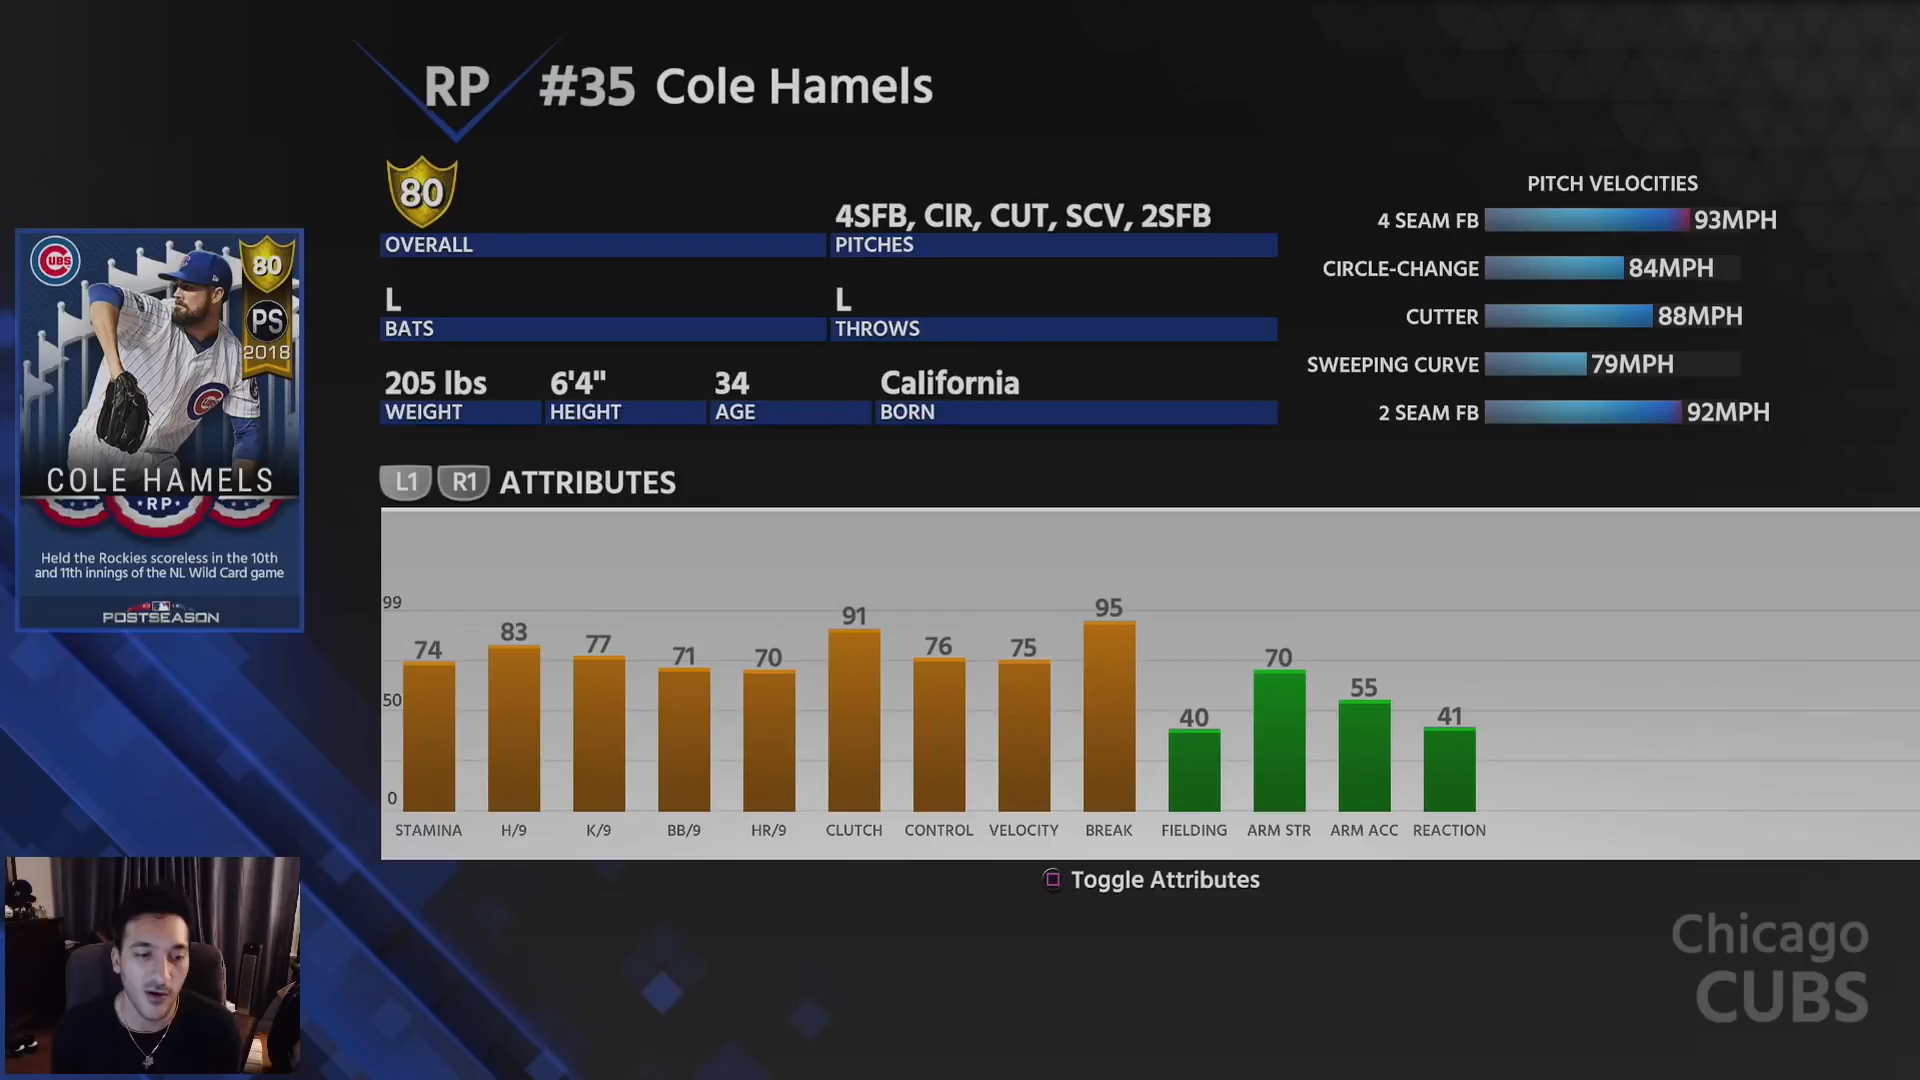 RP #35 Cole Hamels
80
OVERALL
4SFB, CIR, CUT, SCV, 2SFB
PITCHES
L
BATS
L
THROWS
205 lbs
WEIGHT
6'4"
HEIGHT
34
AGE
California
BORN
PITCH VELOCITIES
4 SEAM FB 93MPH
CIRCLE-CHANGE 84MPH
CUTTER 88MPH
SWEEPING CURVE 79MPH
2 SEAM FB 92MPH
CUBS
80
PS
2018
COLE HAMELS
RP
Held the Rockies scoreless in the 10th
and 11th innings of the NL Wild Card game
POSTSEASON
L1 R1 ATTRIBUTES
99
50
0
74 83 77 71 70 91 76 75 95 40 70 55 41
STAMINA H/9 K/9 BB/9 HR/9 CLUTCH CONTROL VELOCITY BREAK FIELDING ARM STR ARM ACC REACTION
Toggle Attributes
Chicago
CUBS